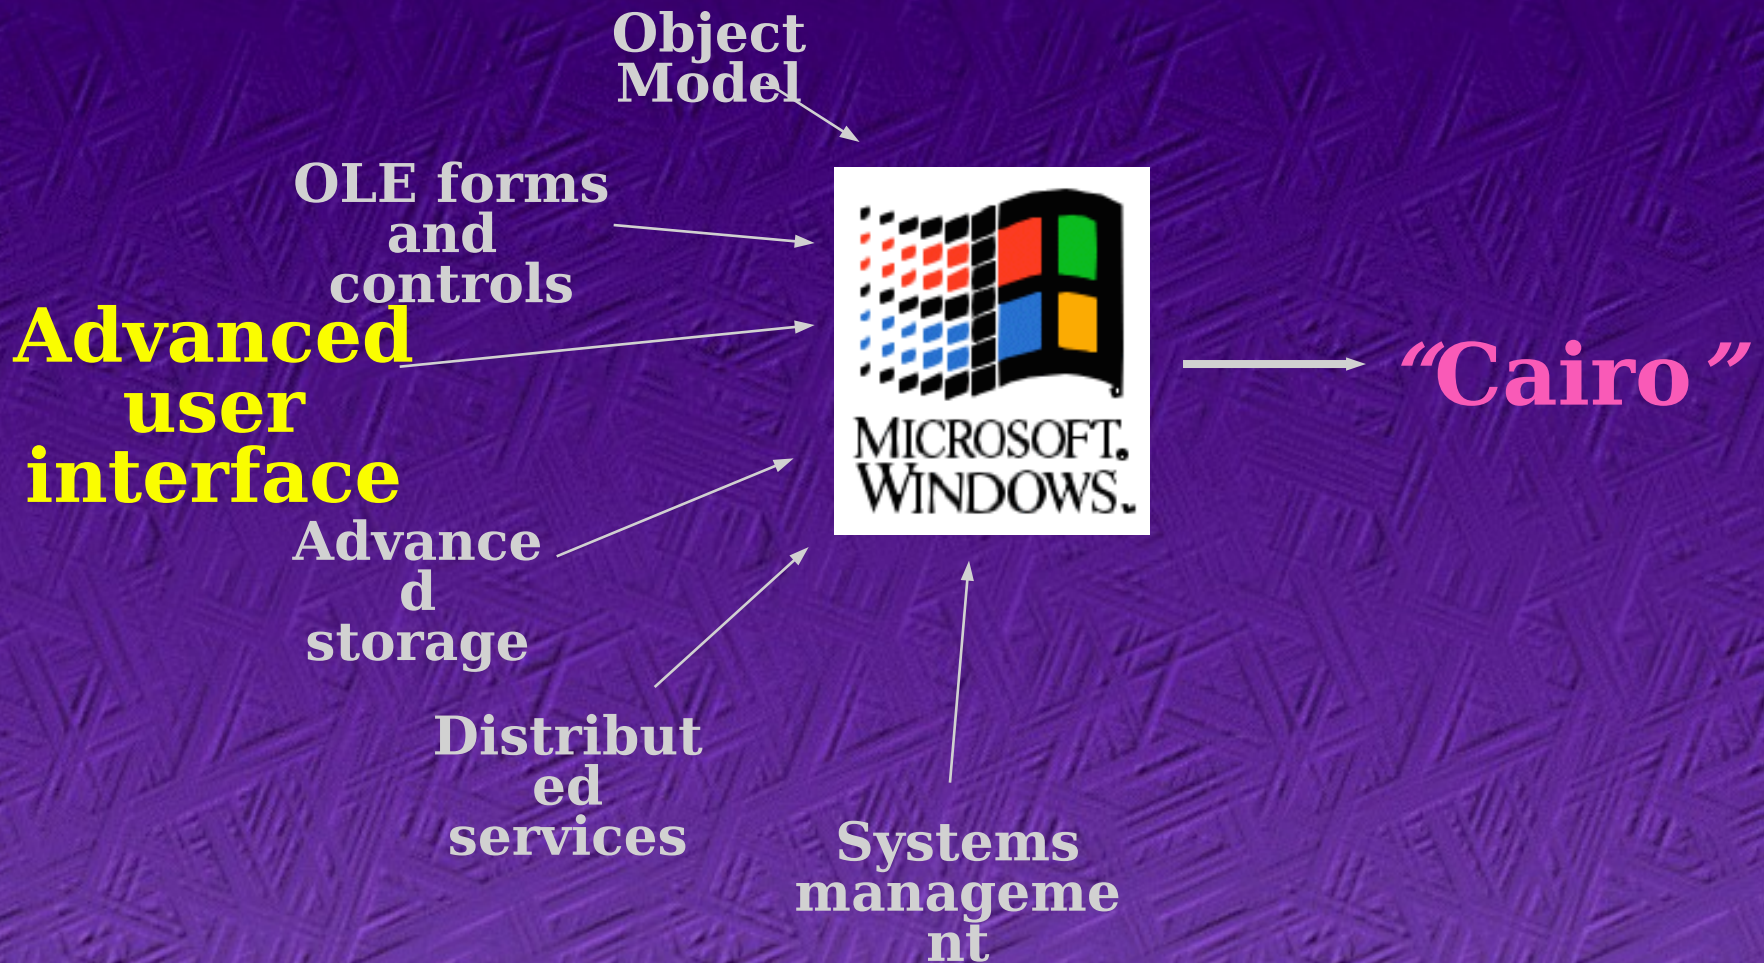 Object
Model
OLE forms
and
controls
Advanced
user
interface
Advance
d
storage
Distribut
ed
services
Systems
manageme
nt
MICROSOFT.
WINDOWS.
“Cairo”